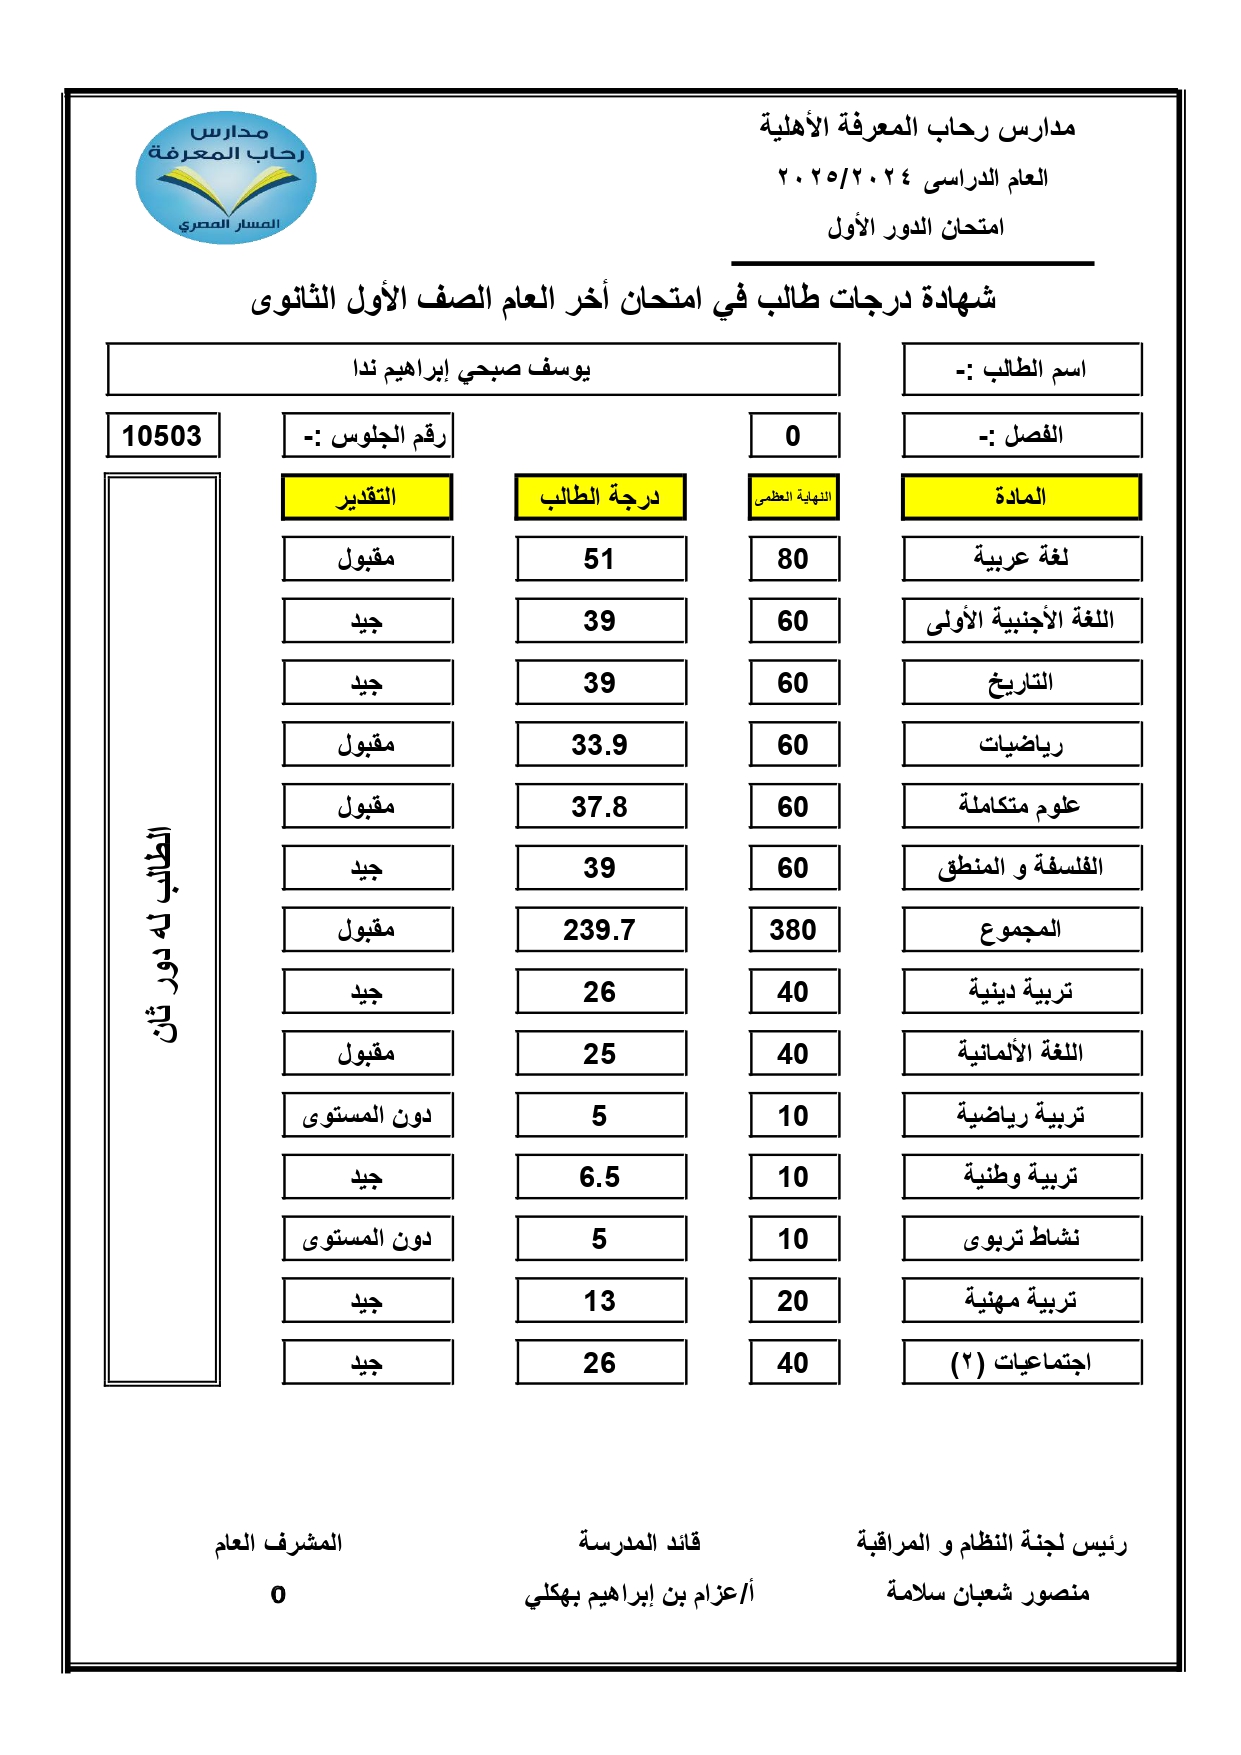 مدارس رحاب المعرفة الأهلية
العام الدراسى ٢٠٢٥/٢٠٢٤
امتحان الدور الأول
مدارس
رحاب المعرفة
المسار المصري
شهادة درجات طالب في امتحان أخر العام الصف الأول الثانوى
اسم الطالب :- يوسف صبحي إبراهيم ندا
الفصل :- 0 رقم الجلوس :- 10503
المادة النهاية العظمى درجة الطالب التقدير
لغة عربية 80 51 مقبول
اللغة الأجنبية الأولى 60 39 جيد
التاريخ 60 39 جيد
رياضيات 60 33.9 مقبول
علوم متكاملة 60 37.8 مقبول
الفلسفة و المنطق 60 39 جيد
المجموع 380 239.7 مقبول
تربية دينية 40 26 جيد
اللغة الألمانية 40 25 مقبول
تربية رياضية 10 5 دون المستوى
تربية وطنية 10 6.5 جيد
نشاط تربوى 10 5 دون المستوى
تربية مهنية 20 13 جيد
اجتماعيات (٢) 40 26 جيد
الطالب له دور ثان
رئيس لجنة النظام و المراقبة قائد المدرسة المشرف العام
منصور شعبان سلامة أ/عزام بن إبراهيم بهكلي 0